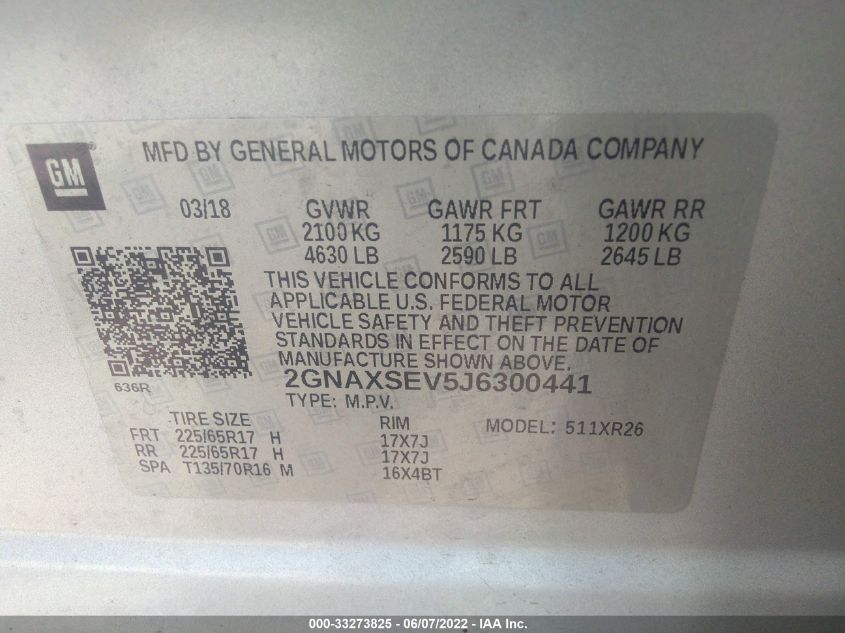 GM
MFD BY GENERAL MOTORS OF CANADA COMPANY
03/18 GVWR GAWR FRT GAWR RR
2100 KG 1175 KG 1200 KG
4630 LB 2590 LB 2645 LB
THIS VEHICLE CONFORMS TO ALL
APPLICABLE U.S. FEDERAL MOTOR
VEHICLE SAFETY AND THEFT PREVENTION
STANDARDS IN EFFECT ON THE DATE OF
MANUFACTURE SHOWN ABOVE.
636R 2GNAXSEV5J6300441
TYPE: M.P.V.
TIRE SIZE RIM MODEL: 511XR26
FRT 225/65R17 H 17X7J
RR 225/65R17 H 17X7J
SPA T135/70R16 M 16X4BT
000-33273825 - 06/07/2022 - IAA Inc.